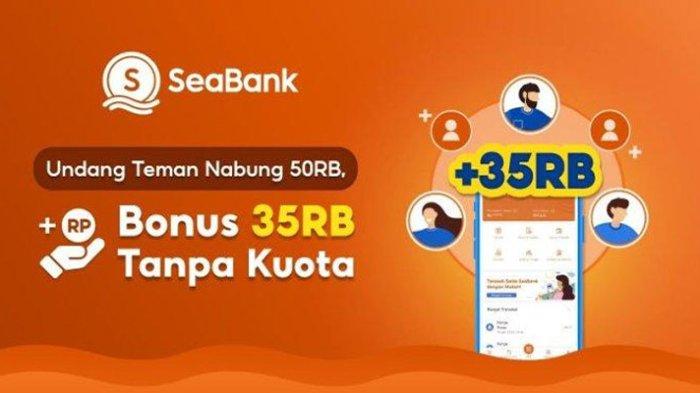 S SeaBank
Undang Teman Nabung 50RB,
+ RP Bonus 35RB
Tanpa Kuota
+35RB